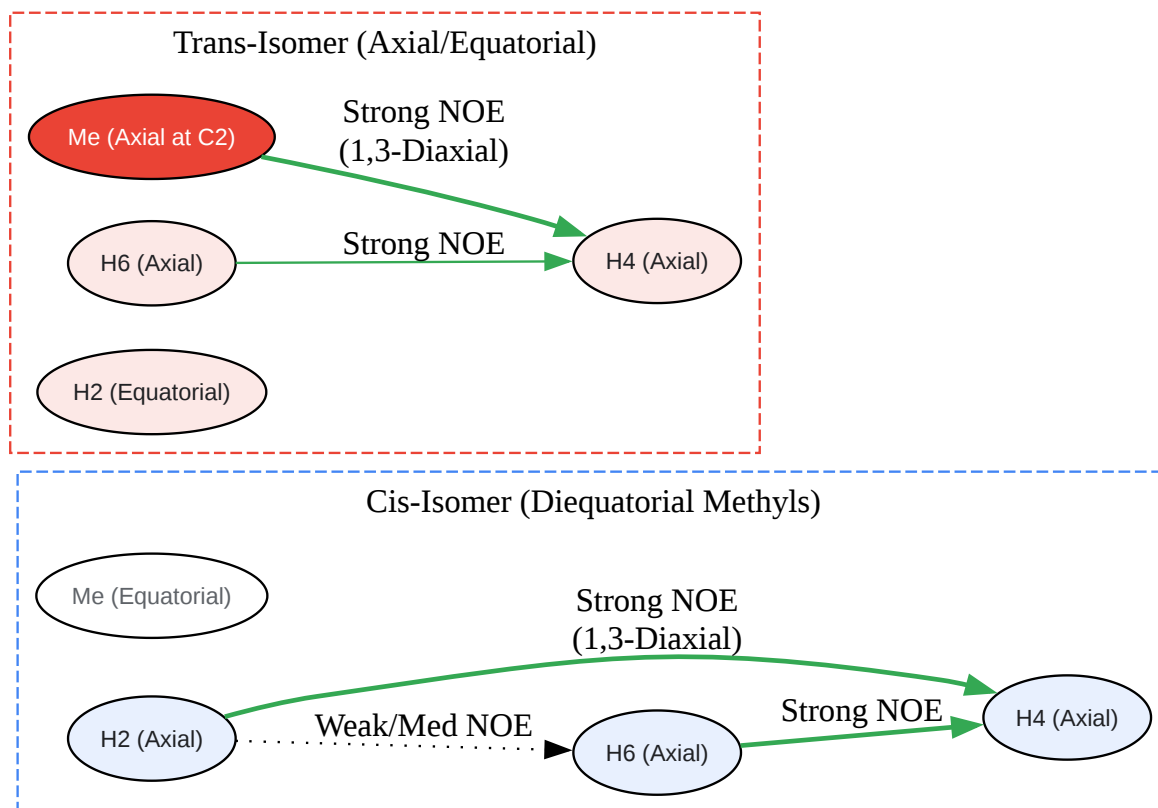 Trans-Isomer (Axial/Equatorial)
Me (Axial at C2)
Strong NOE
(1,3-Diaxial)
H6 (Axial)
Strong NOE
H4 (Axial)
H2 (Equatorial)
Cis-Isomer (Diequatorial Methyls)
Me (Equatorial)
Strong NOE
(1,3-Diaxial)
H2 (Axial)
Weak/Med NOE
H6 (Axial)
Strong NOE
H4 (Axial)